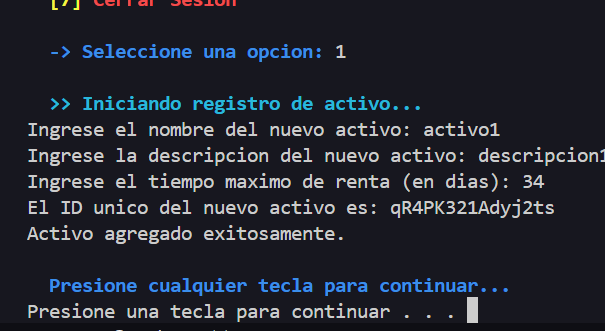 [7] Cerrar Sesion
-> Seleccione una opcion: 1
>> Iniciando registro de activo...
Ingrese el nombre del nuevo activo: activo1
Ingrese la descripcion del nuevo activo: descripcion1
Ingrese el tiempo maximo de renta (en dias): 34
El ID unico del nuevo activo es: qR4PK321Adyj2ts
Activo agregado exitosamente.
Presione cualquier tecla para continuar...
Presione una tecla para continuar . . .